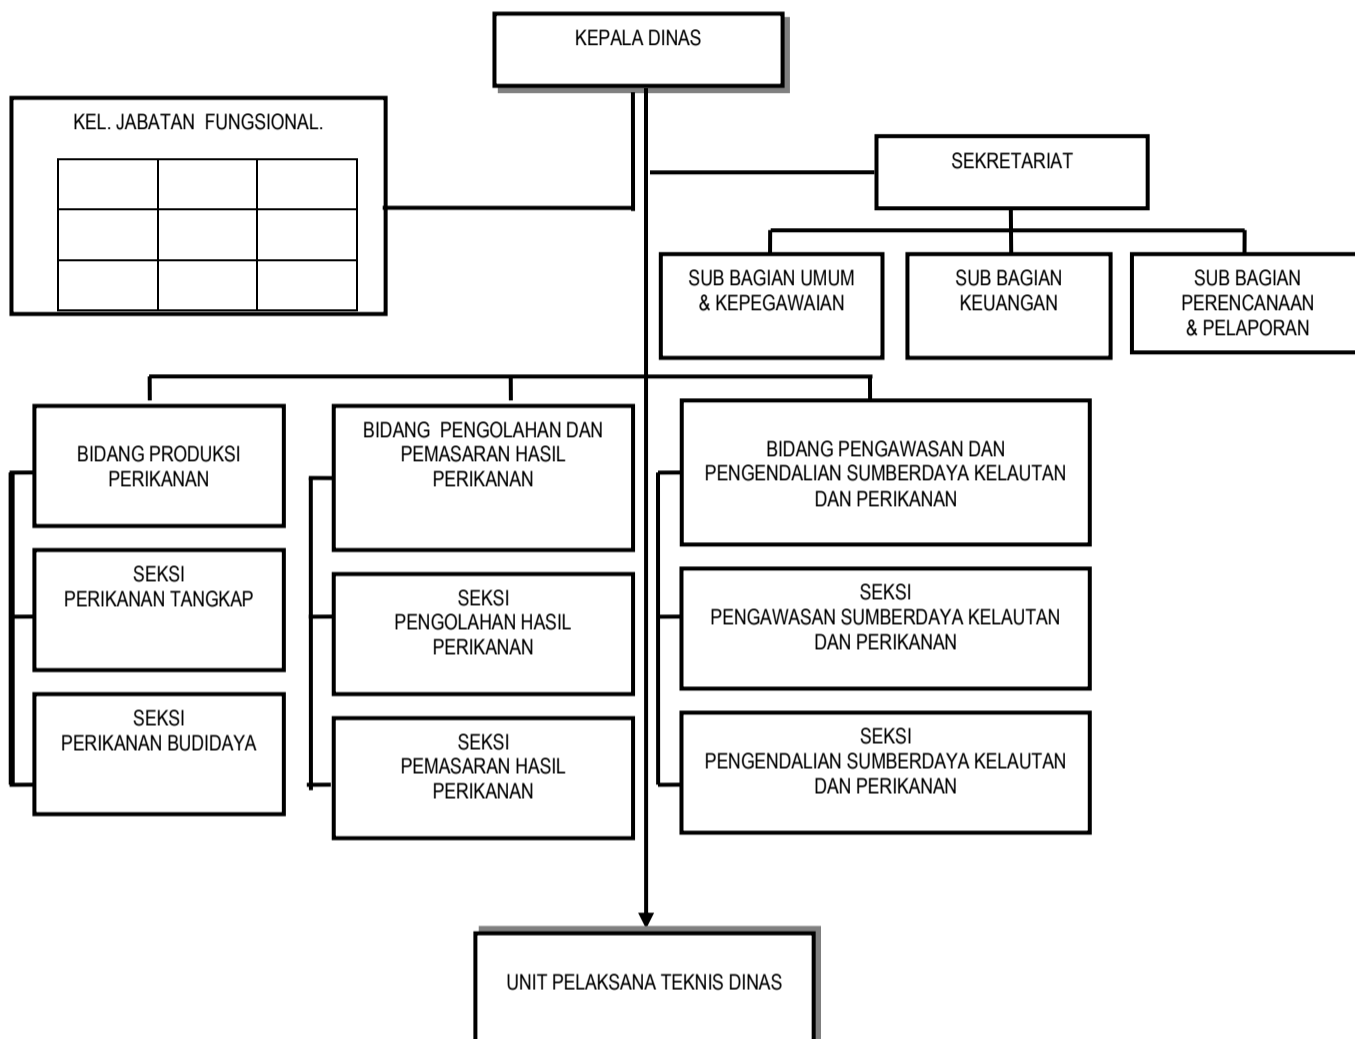 KEPALA DINAS
KEL. JABATAN FUNGSIONAL.
SEKRETARIAT
SUB BAGIAN UMUM
& KEPEGAWAIAN
SUB BAGIAN
KEUANGAN
SUB BAGIAN
PERENCANAAN
& PELAPORAN
BIDANG PRODUKSI
PERIKANAN
BIDANG PENGOLAHAN DAN
PEMASARAN HASIL
PERIKANAN
BIDANG PENGAWASAN DAN
PENGENDALIAN SUMBERDAYA KELAUTAN
DAN PERIKANAN
SEKSI
PERIKANAN TANGKAP
SEKSI
PENGOLAHAN HASIL
PERIKANAN
SEKSI
PENGAWASAN SUMBERDAYA KELAUTAN
DAN PERIKANAN
SEKSI
PERIKANAN BUDIDAYA
SEKSI
PEMASARAN HASIL
PERIKANAN
SEKSI
PENGENDALIAN SUMBERDAYA KELAUTAN
DAN PERIKANAN
UNIT PELAKSANA TEKNIS DINAS